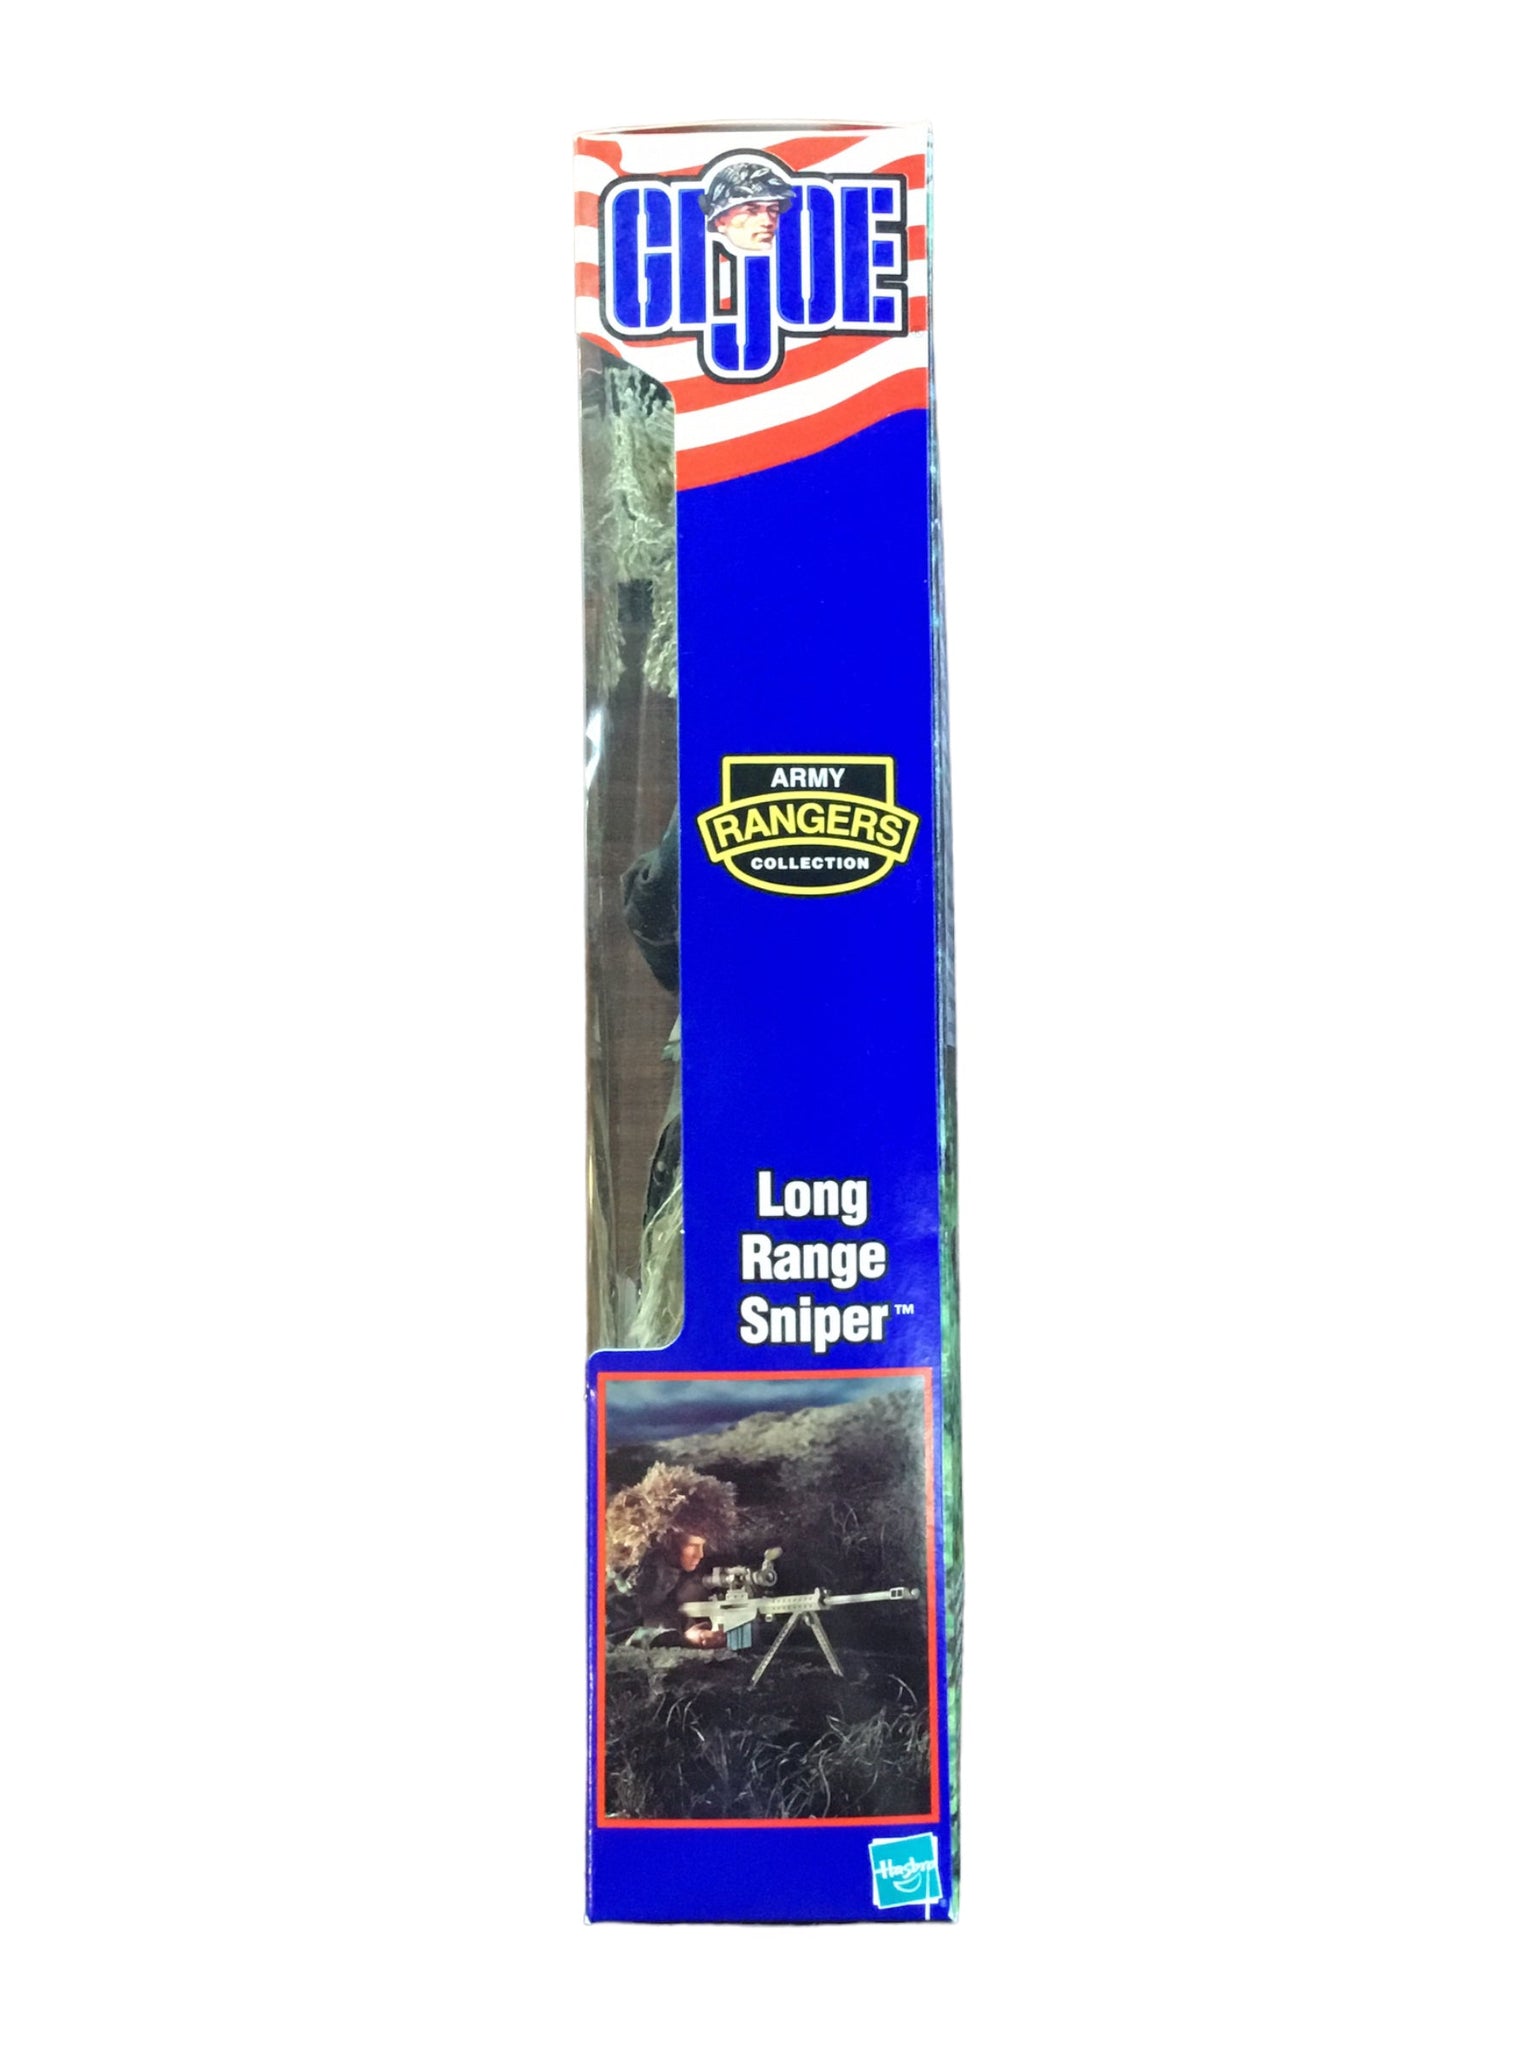 GI JOE
ARMY
RANGERS
COLLECTION
Long
Range
Sniper™
Hasbro
®